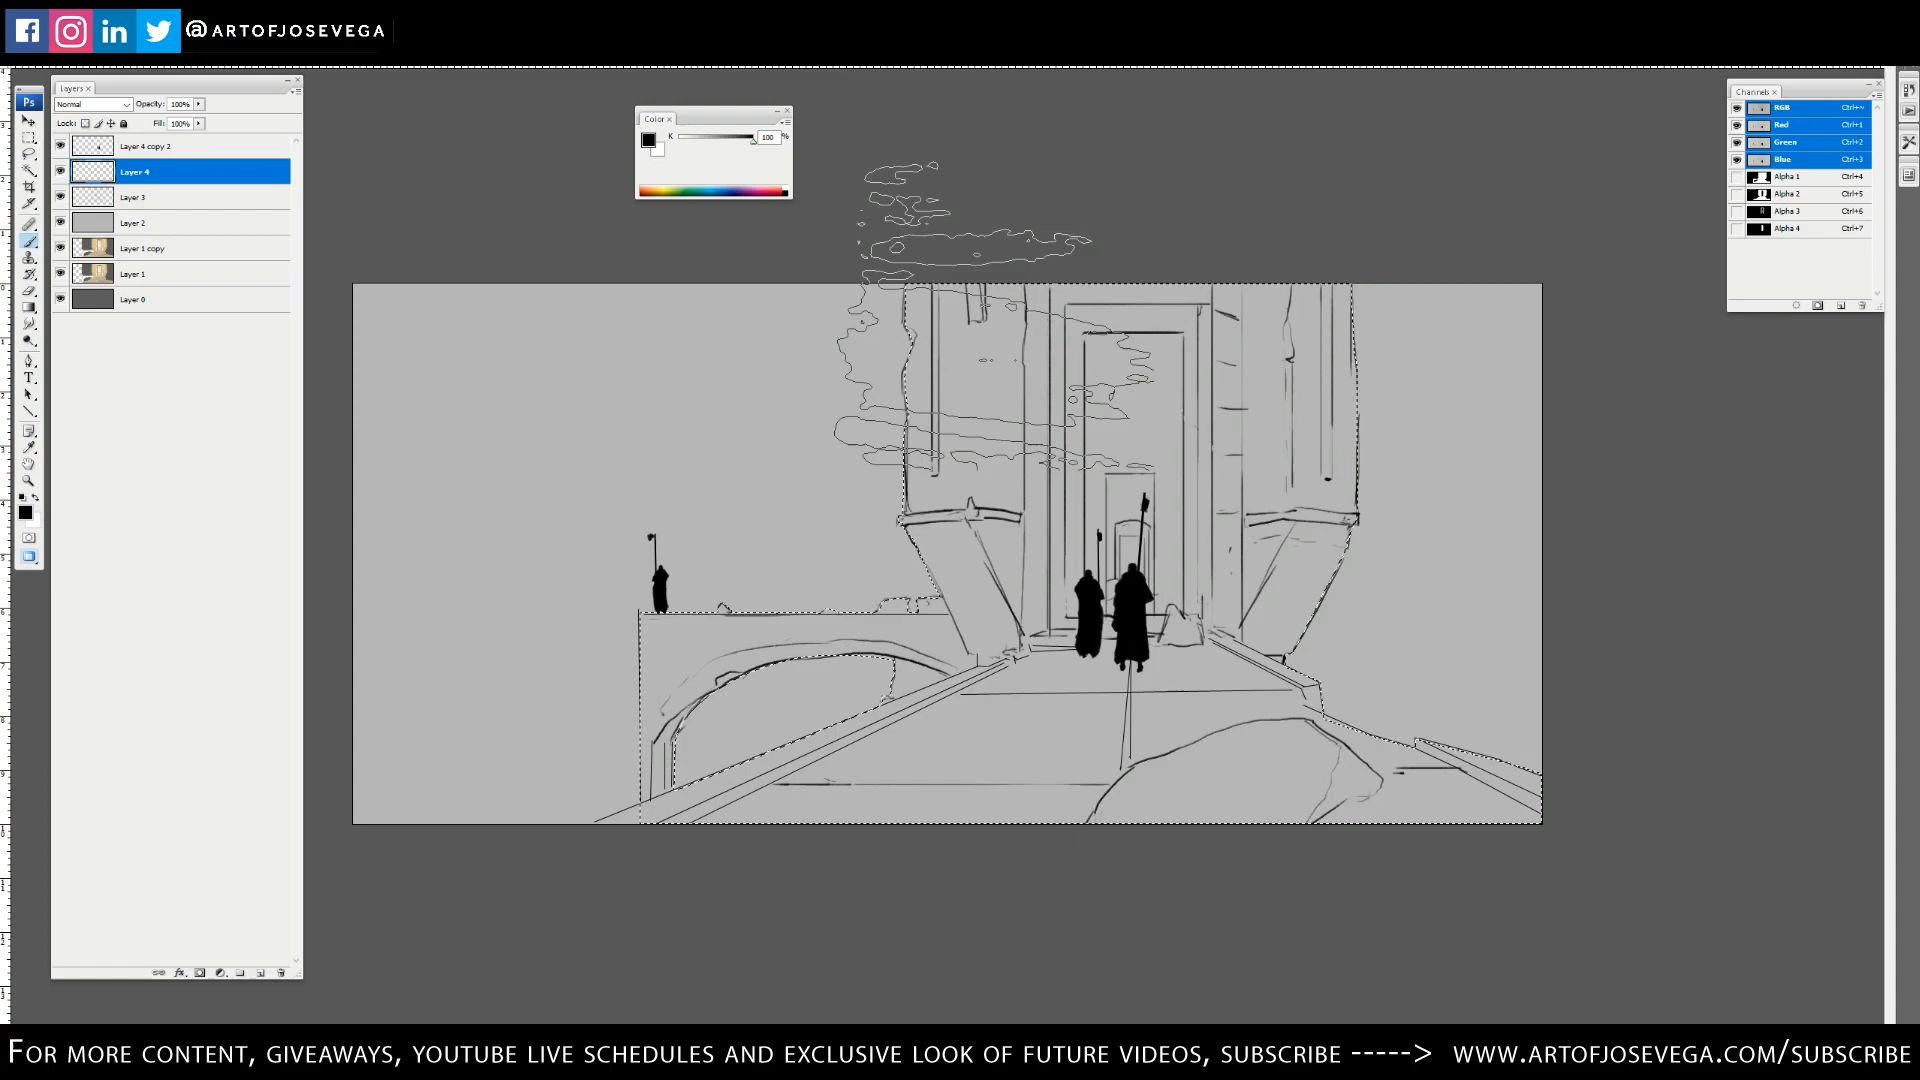 @ARTOFJOSEVEGA
Layers
Normal Opacity: 100%
Lock: Fill: 100%
Layer 4 copy 2
Layer 4
Layer 3
Layer 2
Layer 1 copy
Layer 1
Layer 0
Ps
T
Color
K 100 %
Channels
RGB Ctrl+~
Red Ctrl+1
Green Ctrl+2
Blue Ctrl+3
Alpha 1 Ctrl+4
Alpha 2 Ctrl+5
Alpha 3 Ctrl+6
Alpha 4 Ctrl+7
fx
FOR MORE CONTENT, GIVEAWAYS, YOUTUBE LIVE SCHEDULES AND EXCLUSIVE LOOK OF FUTURE VIDEOS, SUBSCRIBE -----> WWW.ARTOFJOSEVEGA.COM/SUBSCRIBE